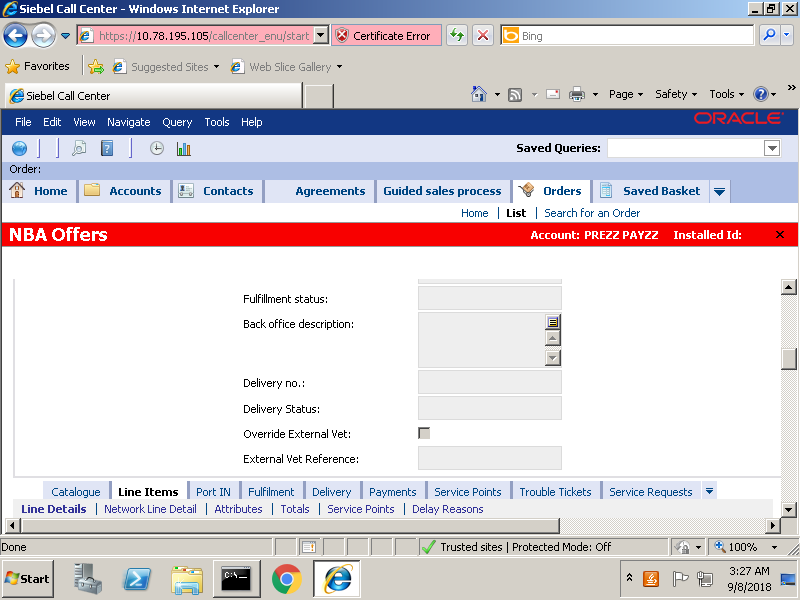 Siebel Call Center - Windows Internet Explorer
https://10.78.195.105/callcenter_enu/start
Certificate Error
Bing
Favorites
Suggested Sites
Web Slice Gallery
Siebel Call Center
Page
Safety
Tools
»
File Edit View Navigate Query Tools Help
ORACLE
Saved Queries:
Order:
Home Accounts Contacts Agreements Guided sales process Orders Saved Basket
Home | List | Search for an Order
NBA Offers
Account: PREZZ PAYZZ Installed Id:
Fulfillment status:
Back office description:
Delivery no.:
Delivery Status:
Override External Vet:
External Vet Reference:
Catalogue Line Items Port IN Fulfilment Delivery Payments Service Points Trouble Tickets Service Requests
Line Details | Network Line Detail | Attributes | Totals | Service Points | Delay Reasons
Done
Trusted sites | Protected Mode: Off
100%
Start
C:\.
3:27 AM
9/8/2018